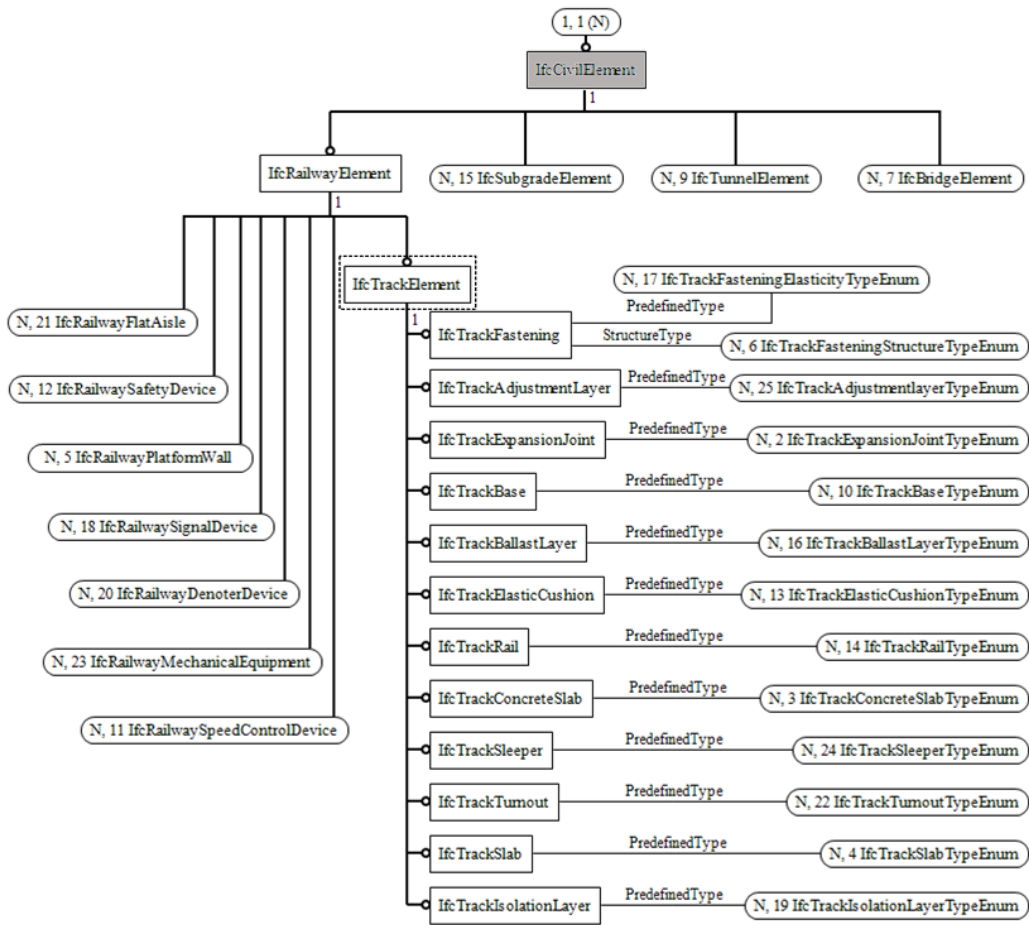 1, 1 (N)
IfcCivilElement
1
IfcRailwayElement
N, 15 IfcSubgradeElement
N, 9 IfcTunnelElement
N, 7 IfcBridgeElement
1
IfcTrackElement
1
N, 21 IfcRailwayFlatAisle
N, 12 IfcRailwaySafetyDevice
N, 5 IfcRailwayPlatformWall
N, 18 IfcRailwaySignalDevice
N, 20 IfcRailwayDenoterDevice
N, 23 IfcRailwayMechanicalEquipment
N, 11 IfcRailwaySpeedControlDevice
N, 17 IfcTrackFasteningElasticityTypeEnum
PredefinedType
IfcTrackFastening
StructureType
N, 6 IfcTrackFasteningStructureTypeEnum
IfcTrackAdjustmentLayer
PredefinedType
N, 25 IfcTrackAdjustmentlayerTypeEnum
IfcTrackExpansionJoint
PredefinedType
N, 2 IfcTrackExpansionJointTypeEnum
IfcTrackBase
PredefinedType
N, 10 IfcTrackBaseTypeEnum
IfcTrackBallastLayer
PredefinedType
N, 16 IfcTrackBallastLayerTypeEnum
IfcTrackElasticCushion
PredefinedType
N, 13 IfcTrackElasticCushionTypeEnum
IfcTrackRail
PredefinedType
N, 14 IfcTrackRailTypeEnum
IfcTrackConcreteSlab
PredefinedType
N, 3 IfcTrackConcreteSlabTypeEnum
IfcTrackSleeper
PredefinedType
N, 24 IfcTrackSleeperTypeEnum
IfcTrackTurnout
PredefinedType
N, 22 IfcTrackTurnoutTypeEnum
IfcTrackSlab
PredefinedType
N, 4 IfcTrackSlabTypeEnum
IfcTrackIsolationLayer
PredefinedType
N, 19 IfcTrackIsolationLayerTypeEnum